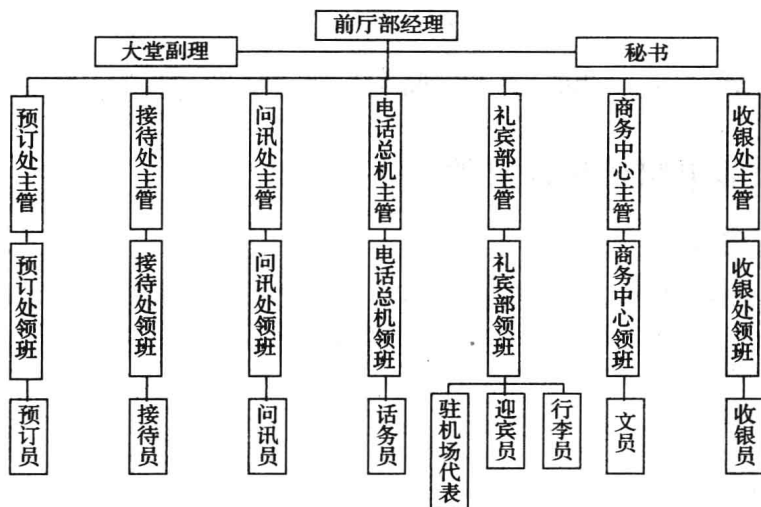 前厅部经理
大堂副理
秘书
预订处主管
接待处主管
问讯处主管
电话总机主管
礼宾部主管
商务中心主管
收银处主管
预订处领班
接待处领班
问讯处领班
电话总机领班
礼宾部领班
商务中心领班
收银处领班
预订员
接待员
问讯员
话务员
驻机场代表
迎宾员
行李员
文员
收银员